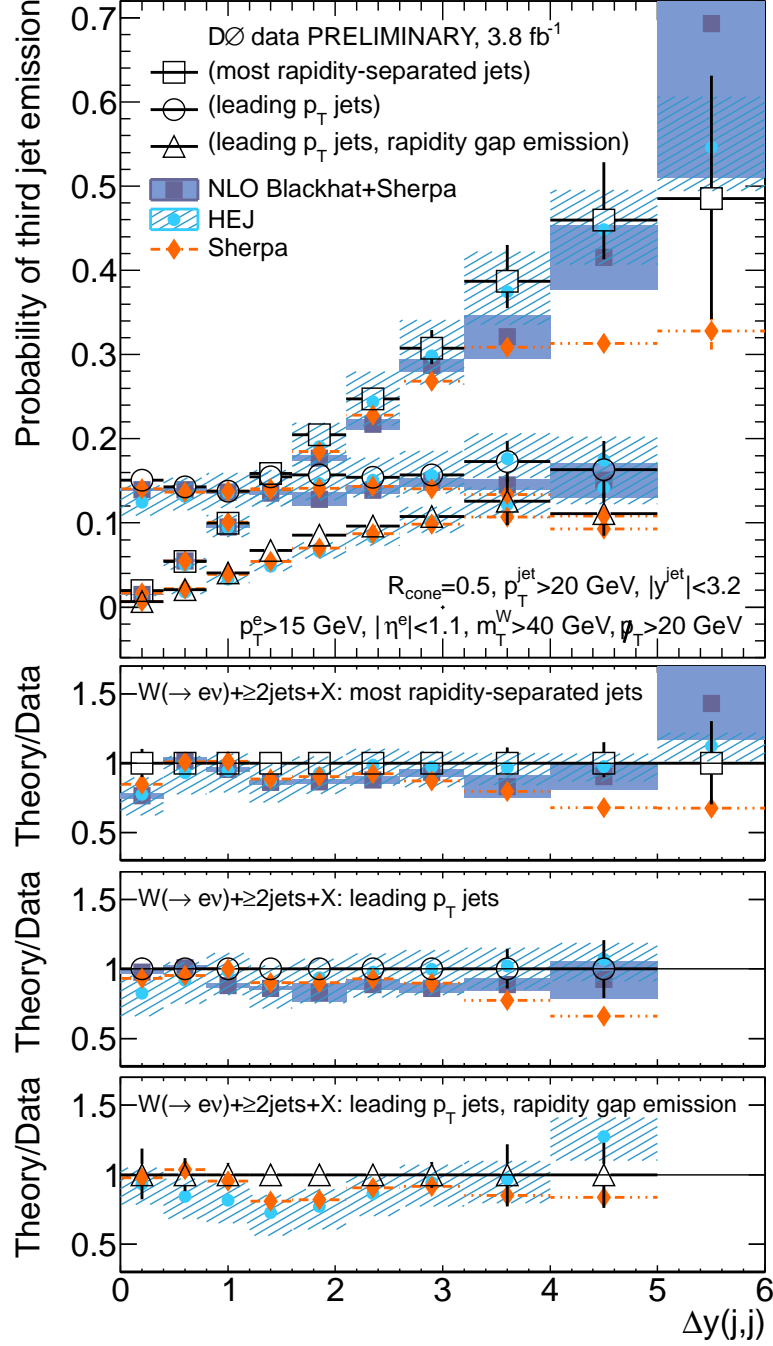 DØ data PRELIMINARY, 3.8 fb⁻¹
(most rapidity-separated jets)
(leading p_T jets)
(leading p_T jets, rapidity gap emission)
NLO Blackhat+Sherpa
HEJ
Sherpa
Probability of third jet emission
0.7
0.6
0.5
0.4
0.3
0.2
0.1
0
R_cone=0.5, p_T^jet>20 GeV, |y^jet|<3.2
p_T^e>15 GeV, |η^e|<1.1, m_T^W>40 GeV, p̸_T>20 GeV
W(→ eν)+≥2jets+X: most rapidity-separated jets
Theory/Data
1.5
1
0.5
W(→ eν)+≥2jets+X: leading p_T jets
Theory/Data
1.5
1
0.5
W(→ eν)+≥2jets+X: leading p_T jets, rapidity gap emission
Theory/Data
1.5
1
0.5
0 1 2 3 4 5 6
Δy(j,j)